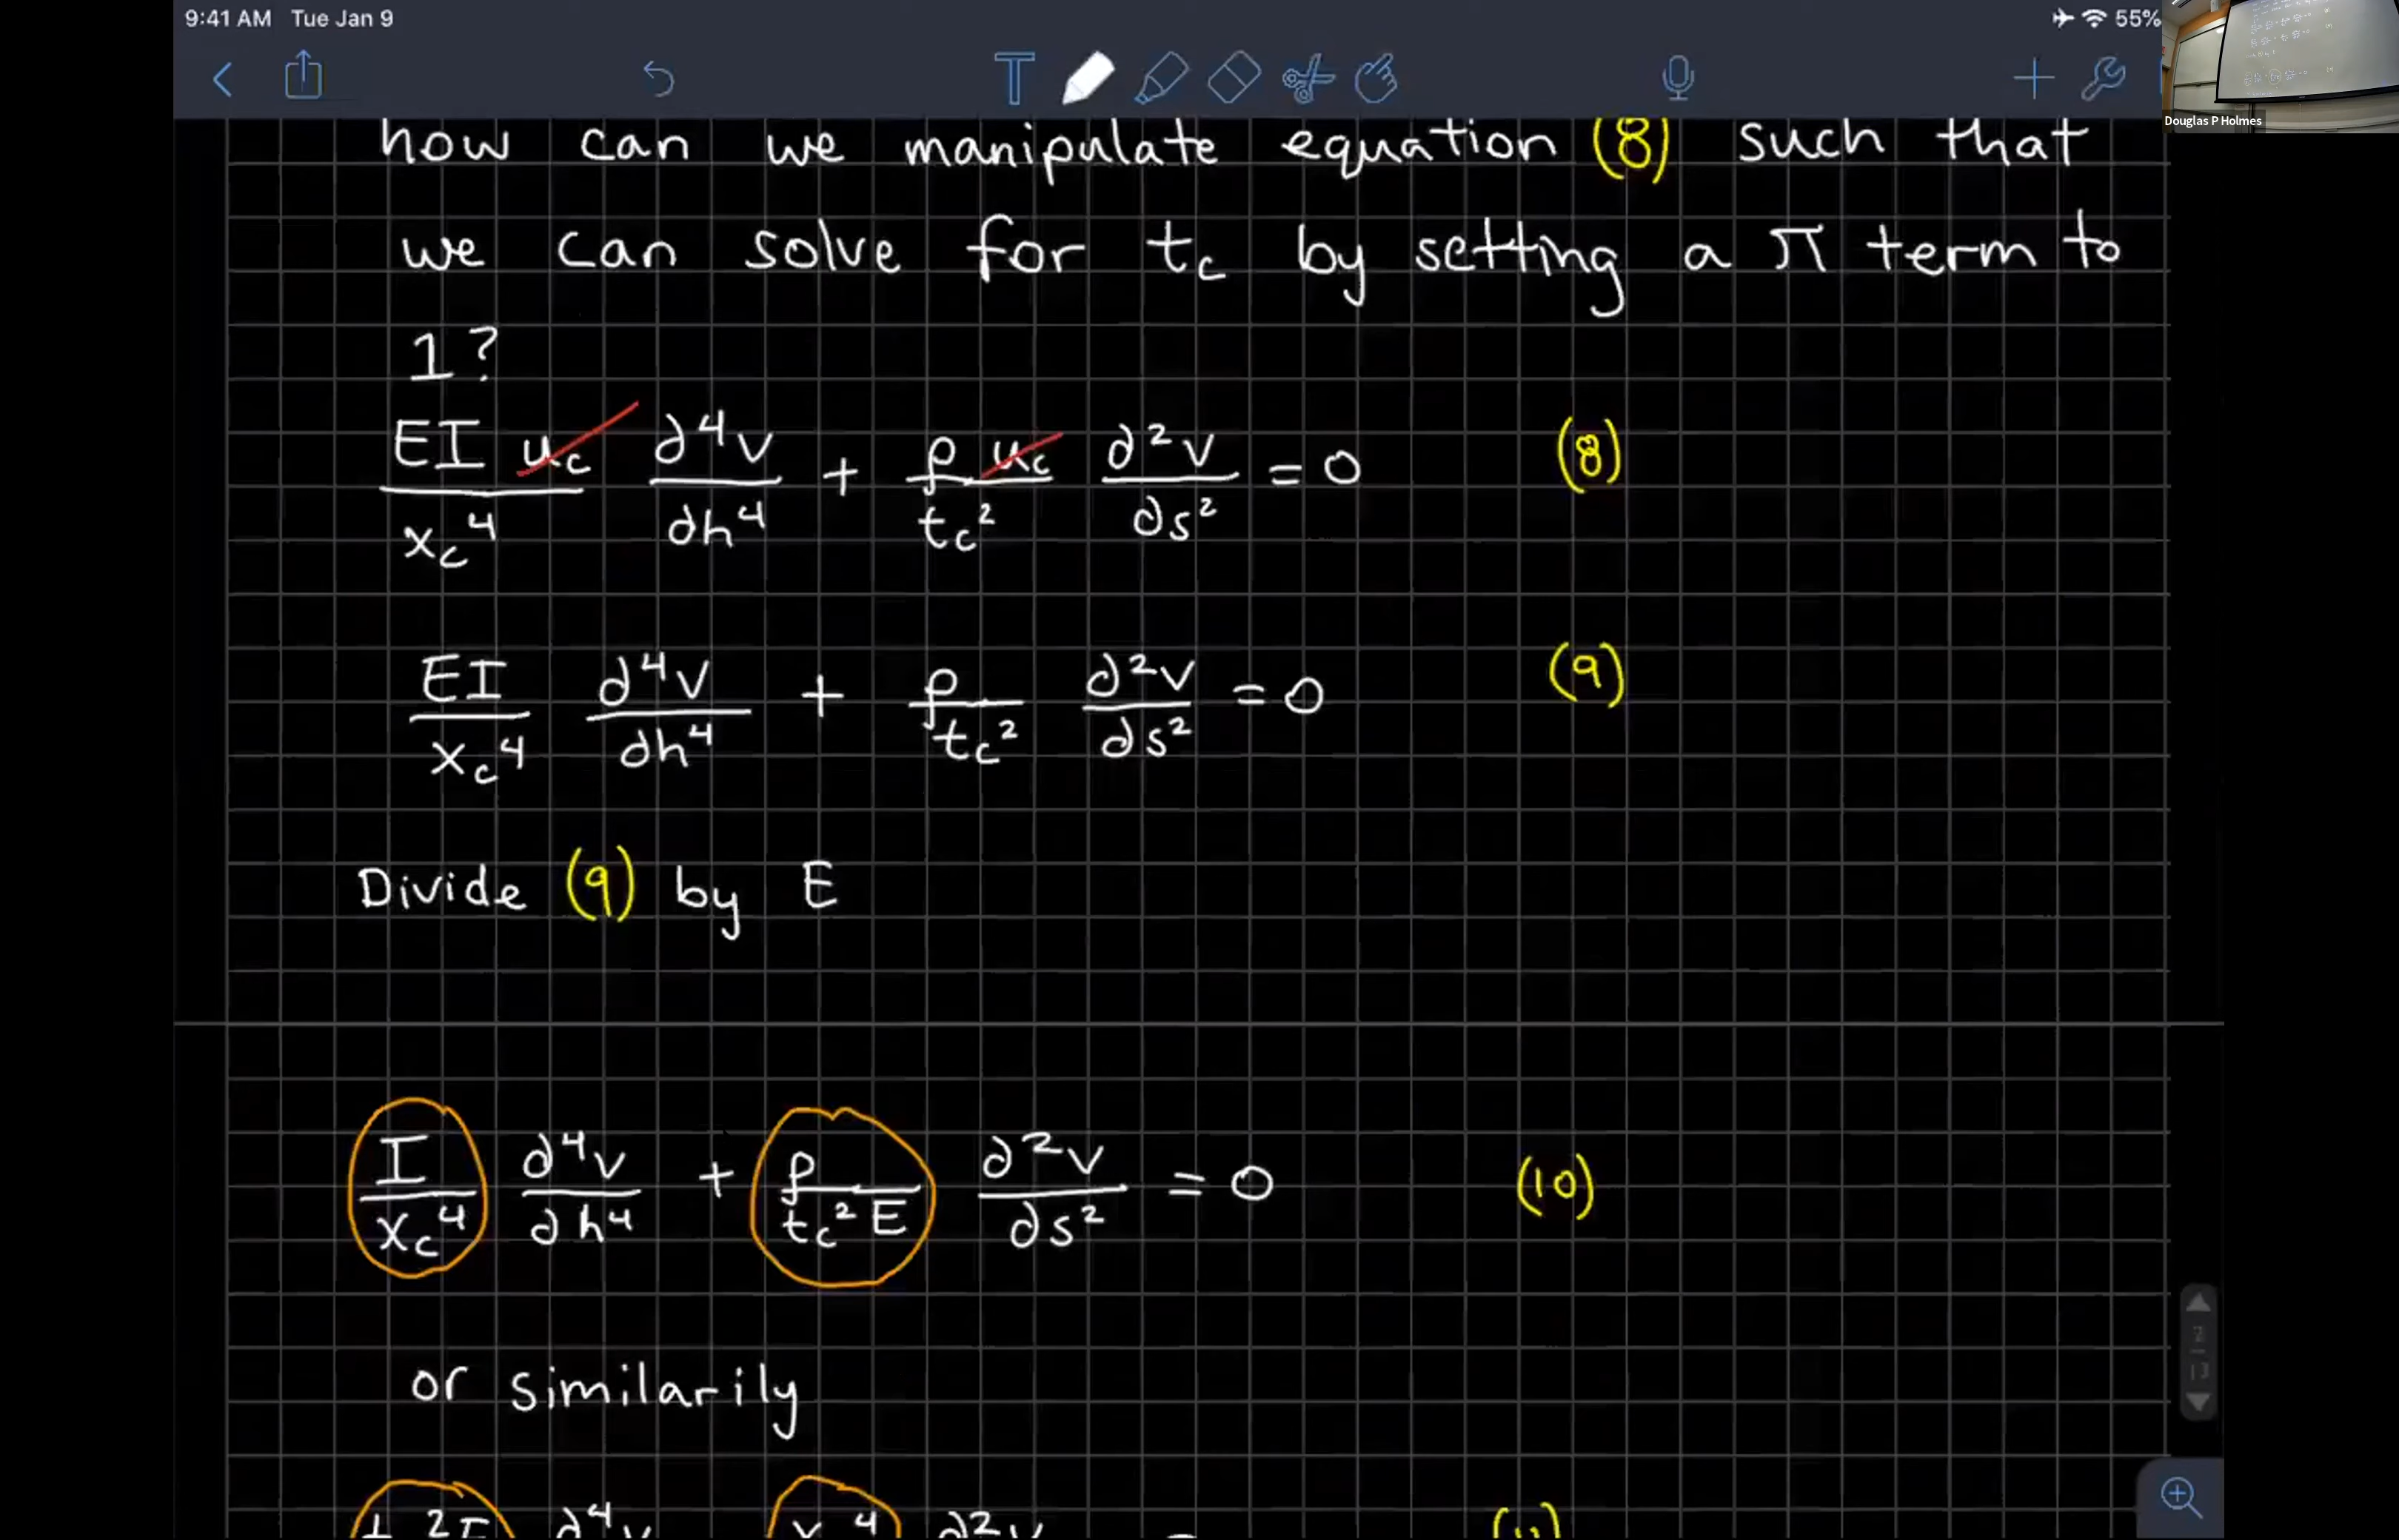 9:41 AM Tue Jan 9
55%
Douglas P Holmes
how can we manipulate equation (8) such that
we can solve for t_c by setting a π term to
1?
EI u_c / x_c^4 ∂^4v/∂h^4 + ρ u_c / t_c^2 ∂^2v/∂s^2 = 0 (8)
EI / x_c^4 ∂^4v/∂h^4 + ρ / t_c^2 ∂^2v/∂s^2 = 0 (9)
Divide (9) by E
I / x_c^4 ∂^4v/∂h^4 + ρ / t_c^2 E ∂^2v/∂s^2 = 0 (10)
or similarily
2
13